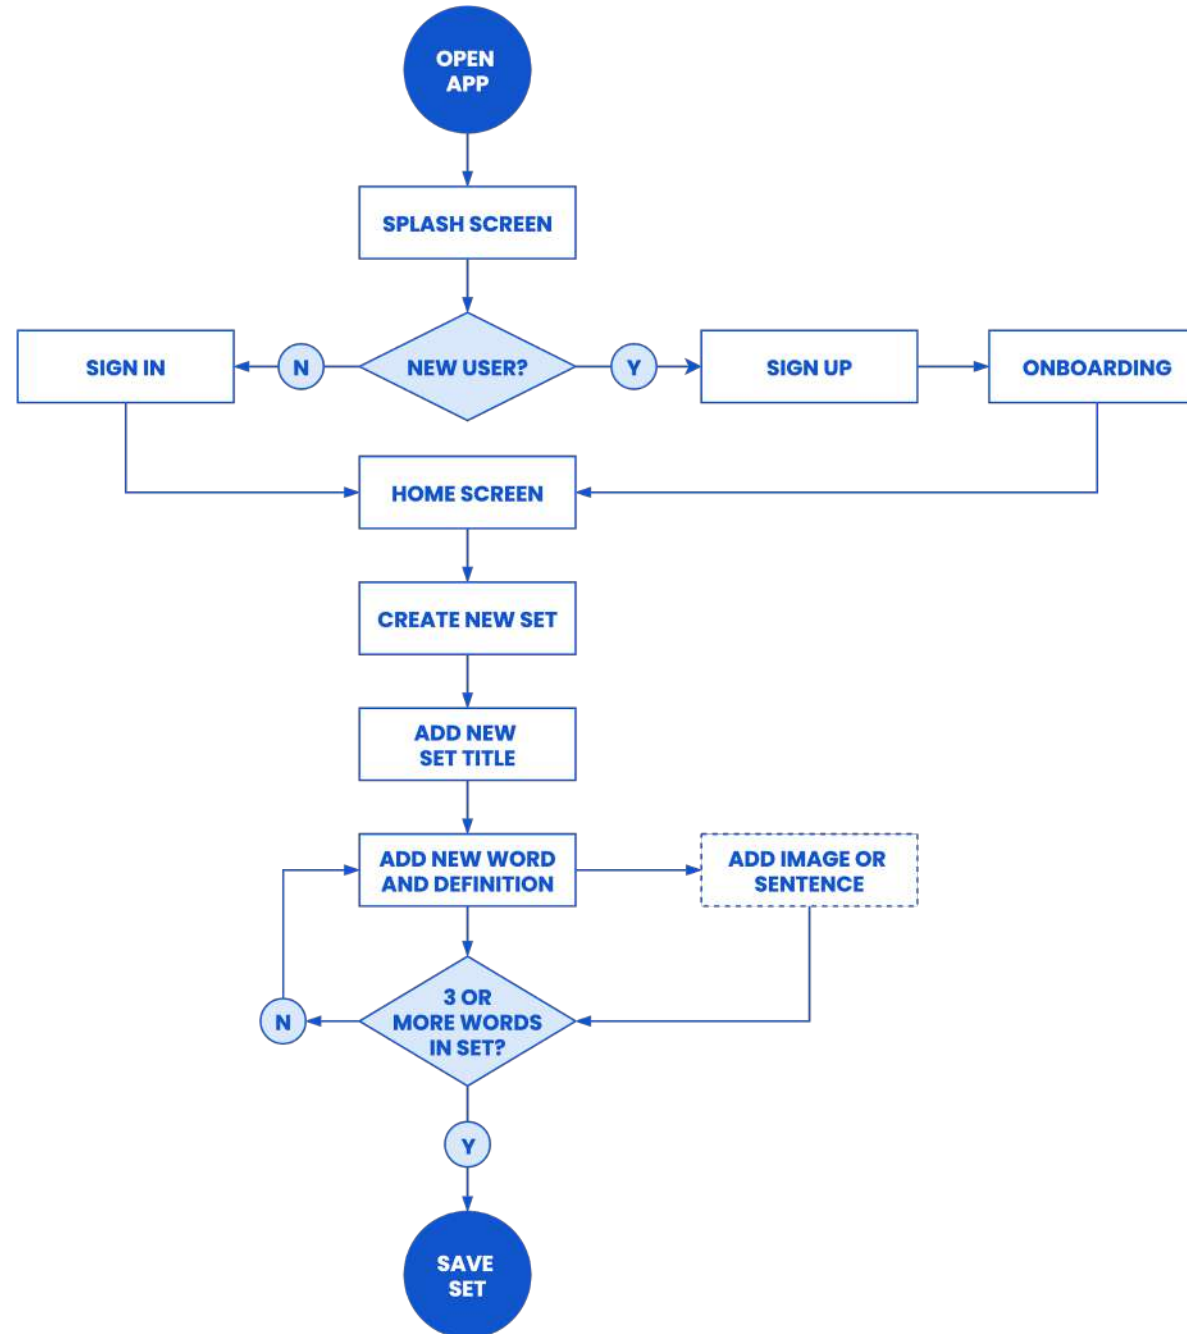 OPEN
APP
SPLASH SCREEN
SIGN IN
N
NEW USER?
Y
SIGN UP
ONBOARDING
HOME SCREEN
CREATE NEW SET
ADD NEW
SET TITLE
ADD NEW WORD
AND DEFINITION
ADD IMAGE OR
SENTENCE
3 OR
MORE WORDS
IN SET?
N
Y
SAVE
SET